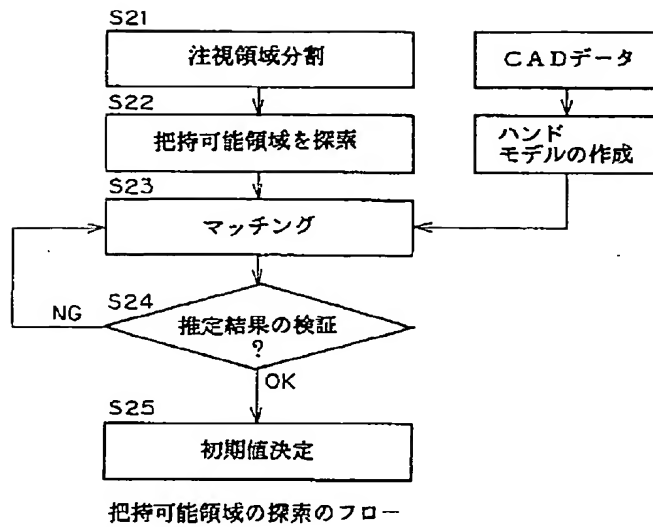 S21
注視領域分割
CADデータ
S22
把持可能領域を探索
ハンド
モデルの作成
S23
マッチング
S24
NG
推定結果の検証
?
OK
S25
初期値決定
把持可能領域の探索のフロー